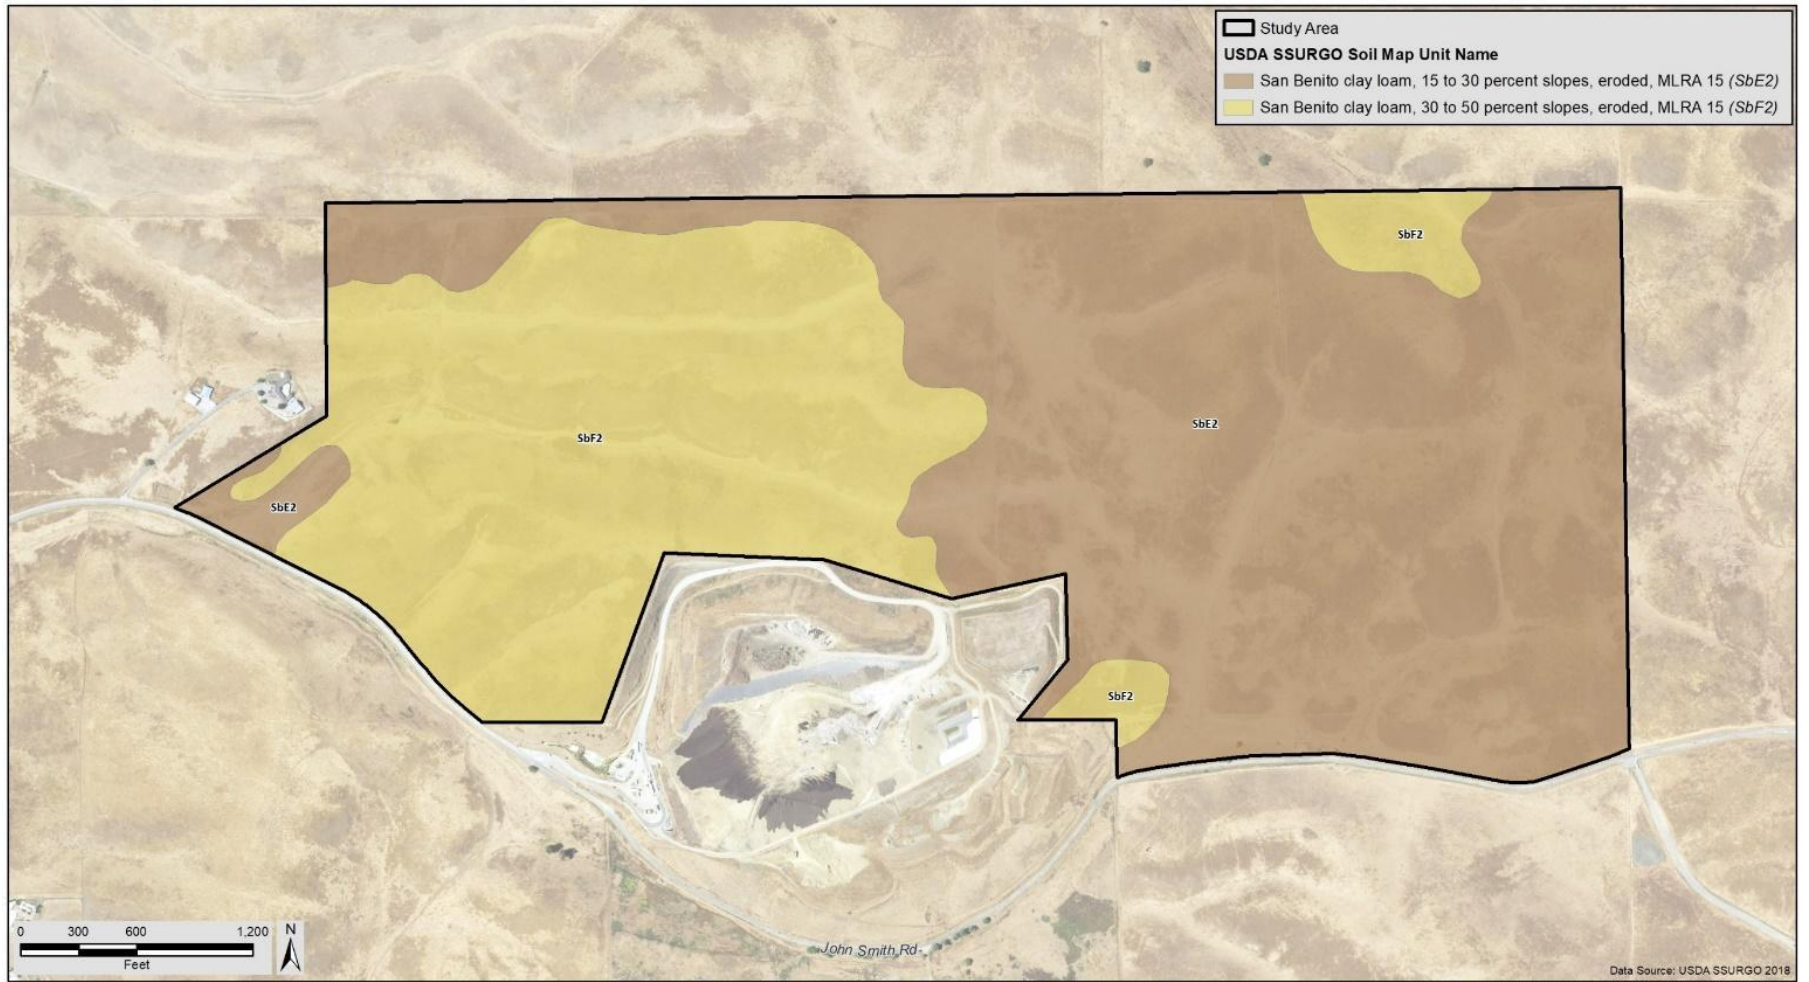 Study Area
USDA SSURGO Soil Map Unit Name
San Benito clay loam, 15 to 30 percent slopes, eroded, MLRA 15 (SbE2)
San Benito clay loam, 30 to 50 percent slopes, eroded, MLRA 15 (SbF2)
SbF2
SbE2
SbF2
SbE2
SbF2
0 300 600 1,200
Feet
N
John Smith Rd
Data Source: USDA SSURGO 2018